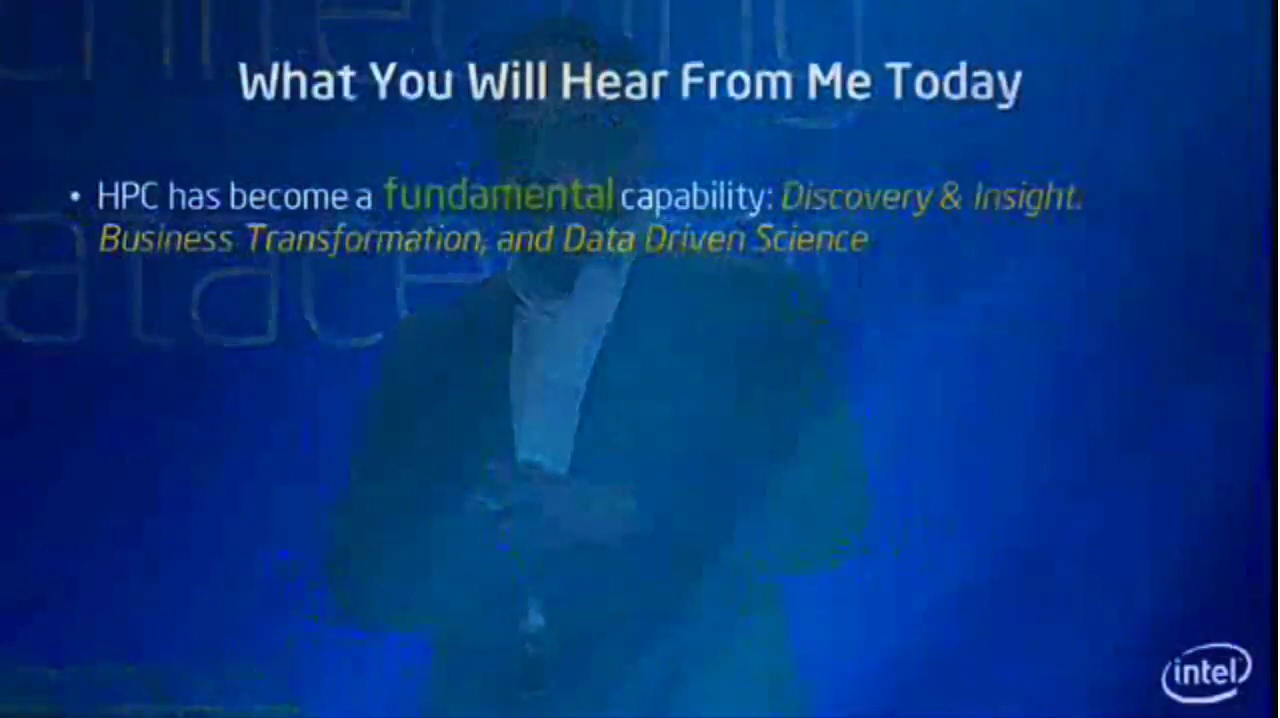 What You Will Hear From Me Today
• HPC has become a fundamental capability: Discovery & Insight.
Business Transformation, and Data Driven Science
intel